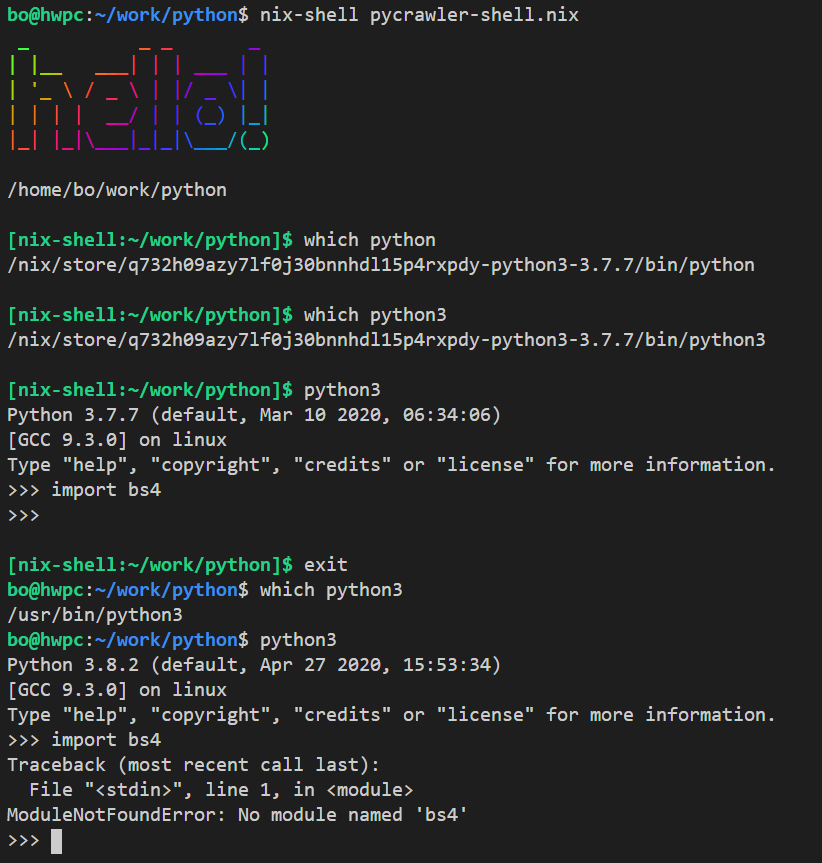 bo@hwpc:~/work/python$ nix-shell pycrawler-shell.nix
hello!
/home/bo/work/python
[nix-shell:~/work/python]$ which python
/nix/store/q732h09azy7lf0j30bnnhdl15p4rxpdy-python3-3.7.7/bin/python
[nix-shell:~/work/python]$ which python3
/nix/store/q732h09azy7lf0j30bnnhdl15p4rxpdy-python3-3.7.7/bin/python3
[nix-shell:~/work/python]$ python3
Python 3.7.7 (default, Mar 10 2020, 06:34:06)
[GCC 9.3.0] on linux
Type "help", "copyright", "credits" or "license" for more information.
>>> import bs4
>>>
[nix-shell:~/work/python]$ exit
bo@hwpc:~/work/python$ which python3
/usr/bin/python3
bo@hwpc:~/work/python$ python3
Python 3.8.2 (default, Apr 27 2020, 15:53:34)
[GCC 9.3.0] on linux
Type "help", "copyright", "credits" or "license" for more information.
>>> import bs4
Traceback (most recent call last):
  File "<stdin>", line 1, in <module>
ModuleNotFoundError: No module named 'bs4'
>>>